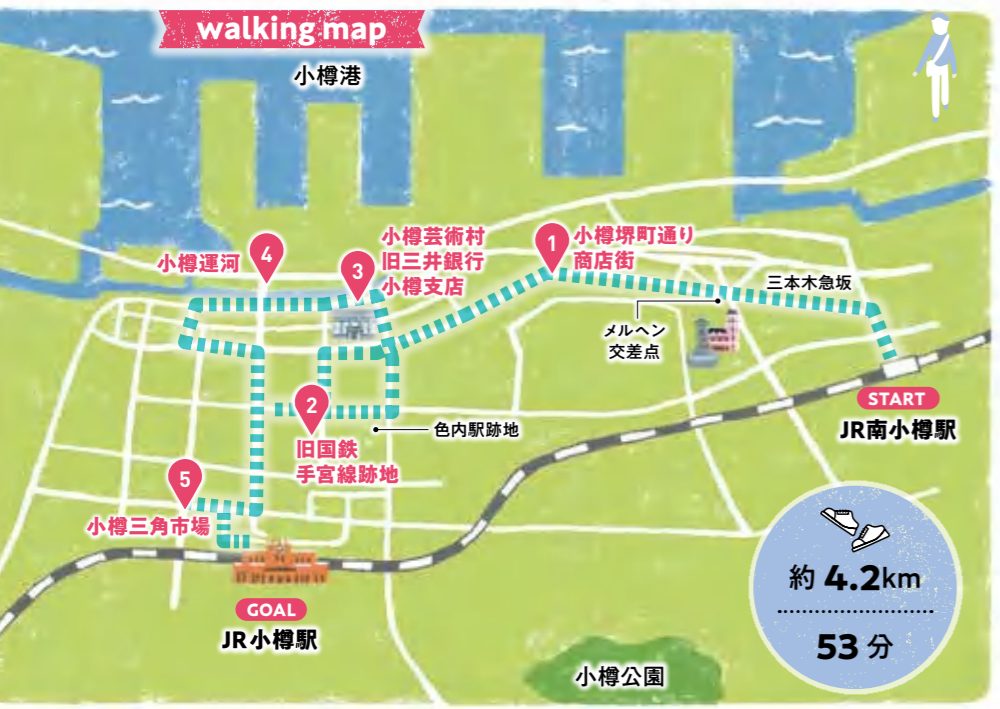 walking map
小樽港
4
小樽運河
3
小樽芸術村
旧三井銀行
小樽支店
1
小樽堺町通り
商店街
三本木急坂
メルヘン
交差点
START
JR南小樽駅
2
旧国鉄
手宮線跡地
色内駅跡地
5
小樽三角市場
GOAL
JR小樽駅
小樽公園
約 4.2km
53 分